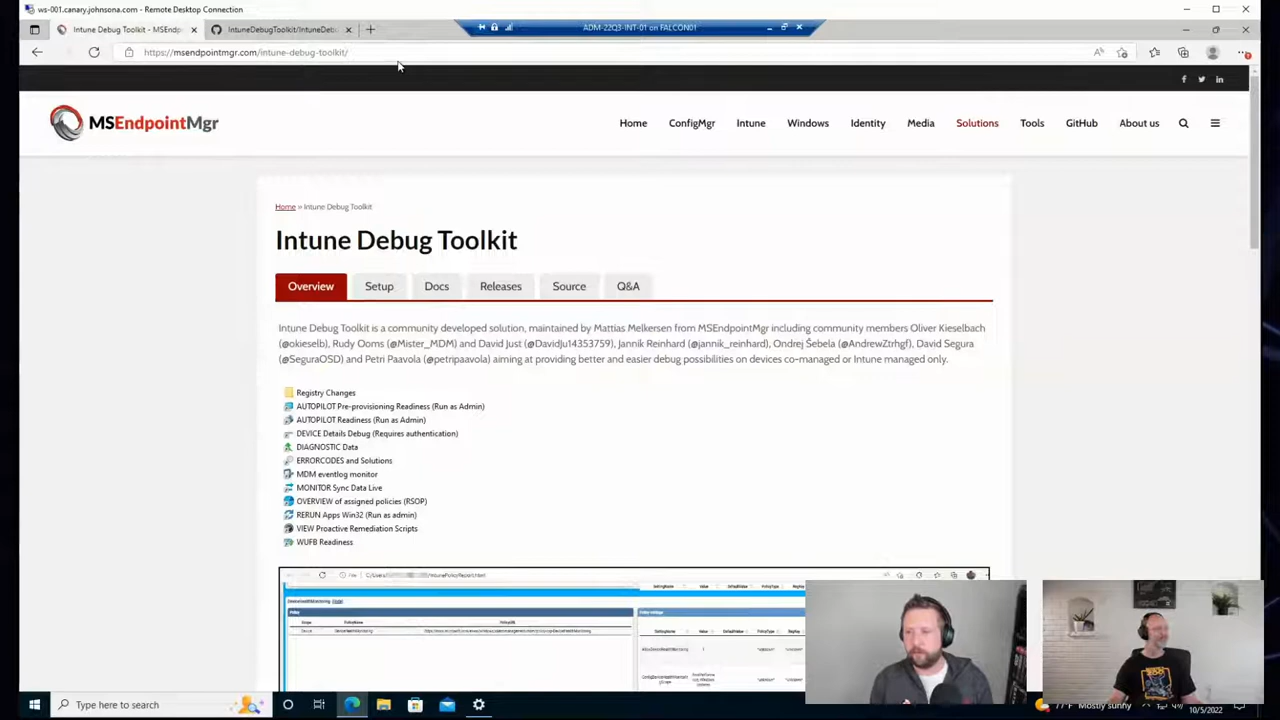 ws-001.canary.johnsona.com - Remote Desktop Connection
Intune Debug Toolkit - MSEndp
IntuneDebugToolkit/IntuneDeb
ADM-22Q3-INT-01 on FALCON01
https://msendpointmgr.com/intune-debug-toolkit/
MSEndpointMgr
Home
ConfigMgr
Intune
Windows
Identity
Media
Solutions
Tools
GitHub
About us
Home » Intune Debug Toolkit
Intune Debug Toolkit
Overview
Setup
Docs
Releases
Source
Q&A
Intune Debug Toolkit is a community developed solution, maintained by Mattias Melkersen from MSEndpointMgr including community members Oliver Kieselbach
(@okieselb), Rudy Ooms (@Mister_MDM) and David Just (@DavidJu14353759), Jannik Reinhard (@jannik_reinhard), Ondrej Šebela (@AndrewZtrhgf), David Segura
(@SeguraOSD) and Petri Paavola (@petripaavola) aiming at providing better and easier debug possibilities on devices co-managed or Intune managed only.
Registry Changes
AUTOPILOT Pre-provisioning Readiness (Run as Admin)
AUTOPILOT Readiness (Run as Admin)
DEVICE Details Debug (Requires authentication)
DIAGNOSTIC Data
ERRORCODES and Solutions
MDM eventlog monitor
MONITOR Sync Data Live
OVERVIEW of assigned policies (RSOP)
RERUN Apps Win32 (Run as admin)
VIEW Proactive Remediation Scripts
WUFB Readiness
Type here to search
77°F Mostly sunny
10/5/2022